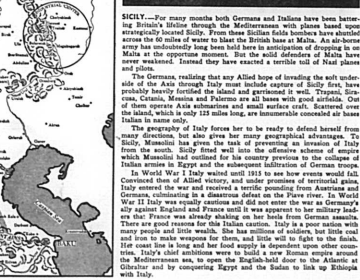 SICILY.—For many months both Germans and Italians have been batter-
ing Britain's lifeline through the Mediterranean with planes based upon
strategically located Sicily. From these Sicilian fields bombers have shuttled
across the 60 miles of water to blast the British base at Malta. An air-borne
army has undoubtedly long been held here in anticipation of dropping in on
Malta at the opportune moment. But the solid defenders of Malta have
never weakened. Instead they have exacted a terrible toll of Nazi planes
and pilots.
The Germans, realizing that any Allied hope of invading the soft under-
side of the Axis through Italy must include capture of Sicily first, have
probably heavily fortified the island and garrisoned it well. Trapani, Sira-
cusa, Catania, Messina and Palermo are all bases with good airfields. All
of them operate Axis submarines and small surface craft. Scattered over
the island, which is only 125 miles long, are innumerable concealed air bases
Italian in name only.
The geography of Italy forces her to be ready to defend herself from
many directions, but also gives her many geographical advantages. To
Sicily, Mussolini has given the task of preventing an invasion of Italy
from the south. Sicily fitted well into the offensive scheme of empire
which Mussolini had outlined for his country previous to the collapse of
Italian armies in Egypt and the subsequent infiltration of German troops.
In World War I Italy waited until 1915 to see how events would fall.
Convinced then of Allied victory, and under promises of territorial gains,
Italy entered the war and received a terrible pounding from Austrians and
Germans, culminating in a disastrous defeat on the Piave river. In World
War II Italy was equally cautious and did not enter the war as Germany's
ally against England and France until it was apparent to her military lead-
ers that France was already shaking on her heels from German assaults.
There are good reasons for this Italian caution. Italy is a poor nation with
many people and little wealth. She has millions of soldiers, but little coal
and iron to make weapons for them, and little will to fight to the finish.
Her coast line is long and her food supply is dependent upon other coun-
tries. Italy's chief ambitions were to build a new Roman empire around
the Mediterranean sea, to open the English-held door to the Atlantic at
Gibraltar and by conquering Egypt and the Sudan to link up Ethiopia
with Italy.